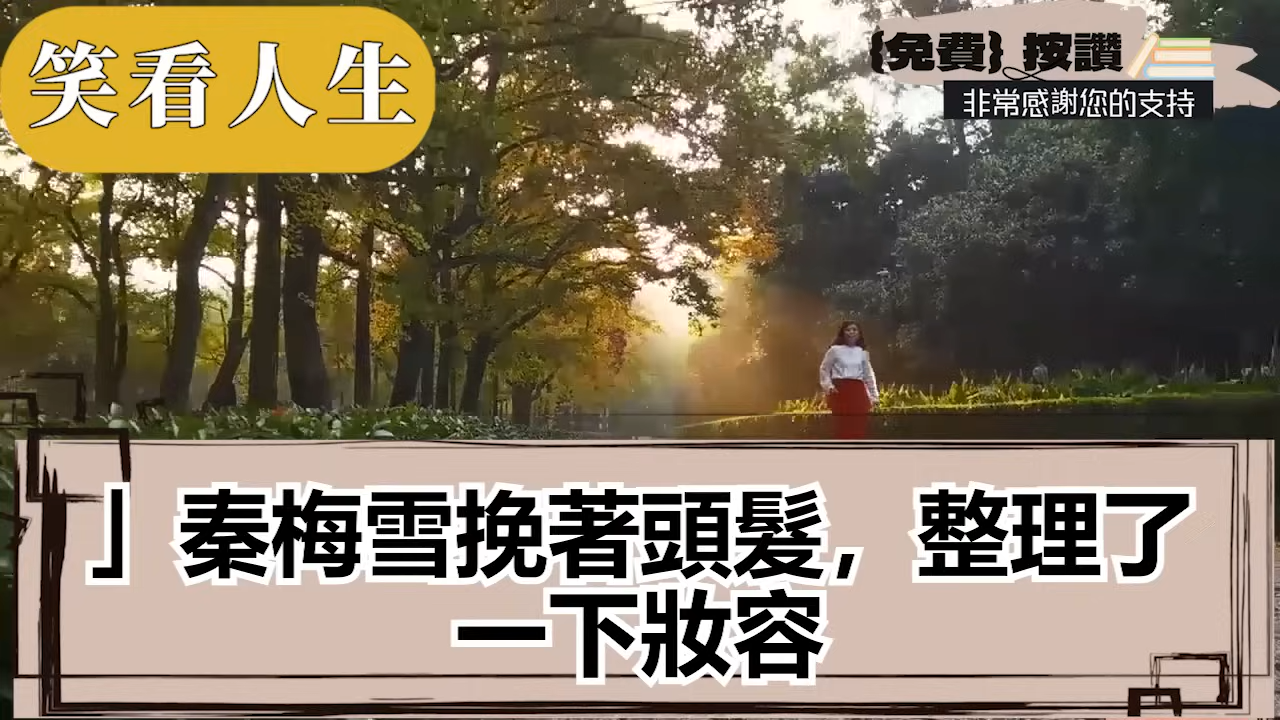 笑看人生
{免費} 按讚
非常感謝您的支持
」秦梅雪挽著頭髮，整理了
一下妝容